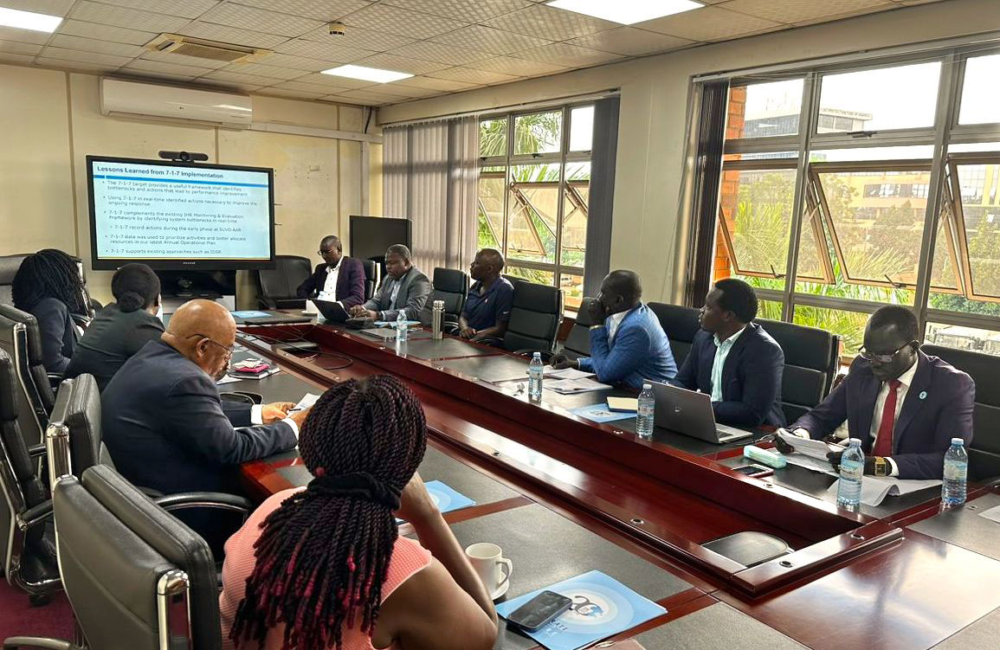 Lessons Learned from 7-1-7 Implementation
• The 7-1-7 target provides a useful framework that identifies
bottlenecks and actions that lead to performance improvement
• Using 7-1-7 in real-time identified actions necessary to improve the
ongoing response
• 7-1-7 complements the existing IHR Monitoring & Evaluation
Framework by identifying system bottlenecks in real time
• 7-1-7 record actions during the early phase at SUVD AAR
• 7-1-7 data was used to prioritize activities and better allocate
resources in our latest Annual Operational Plan
• 7-1-7 supports existing approaches such as IDSR